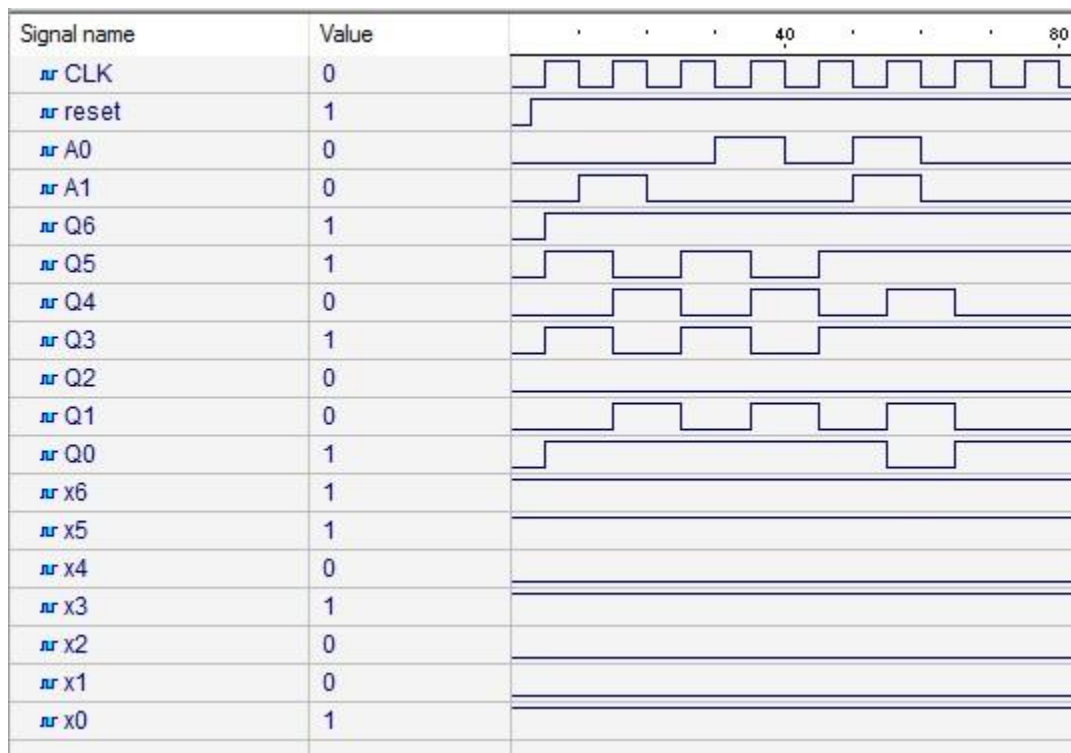 Signal name Value 40 80
CLK 0
reset 1
A0 0
A1 0
Q6 1
Q5 1
Q4 0
Q3 1
Q2 0
Q1 0
Q0 1
x6 1
x5 1
x4 0
x3 1
x2 0
x1 0
x0 1